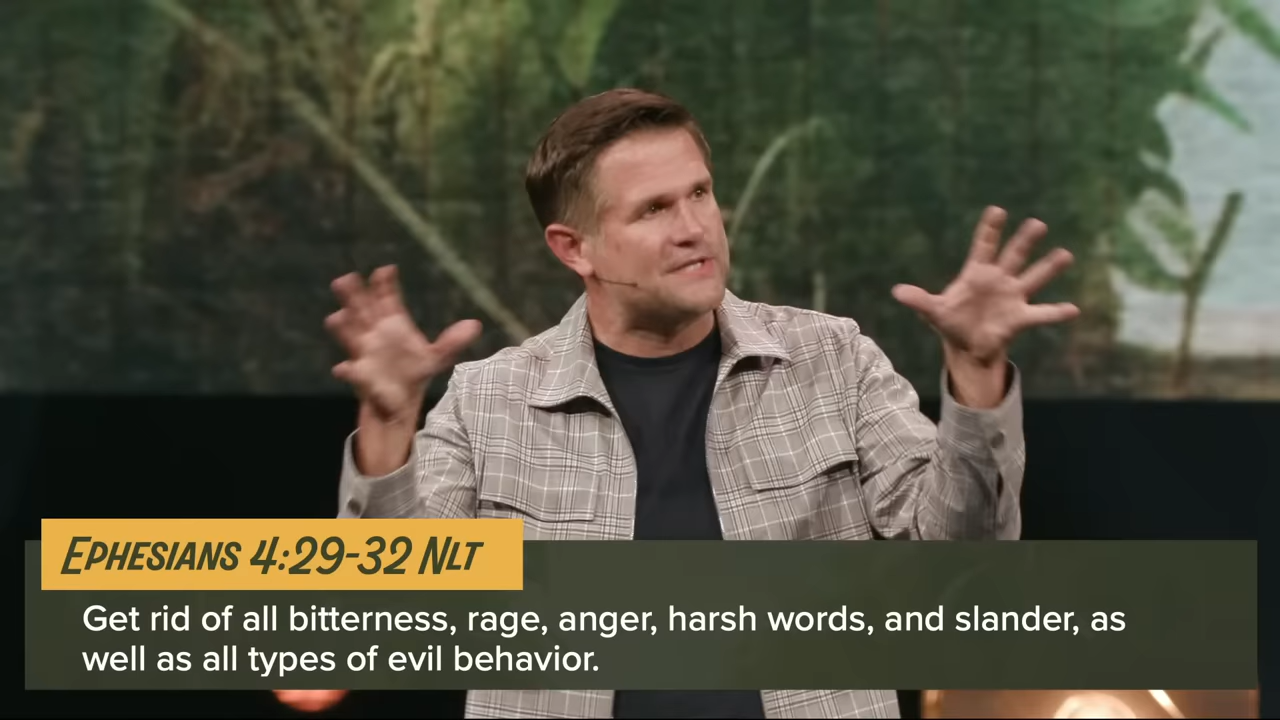 Ephesians 4:29-32 NLT
Get rid of all bitterness, rage, anger, harsh words, and slander, as
well as all types of evil behavior.